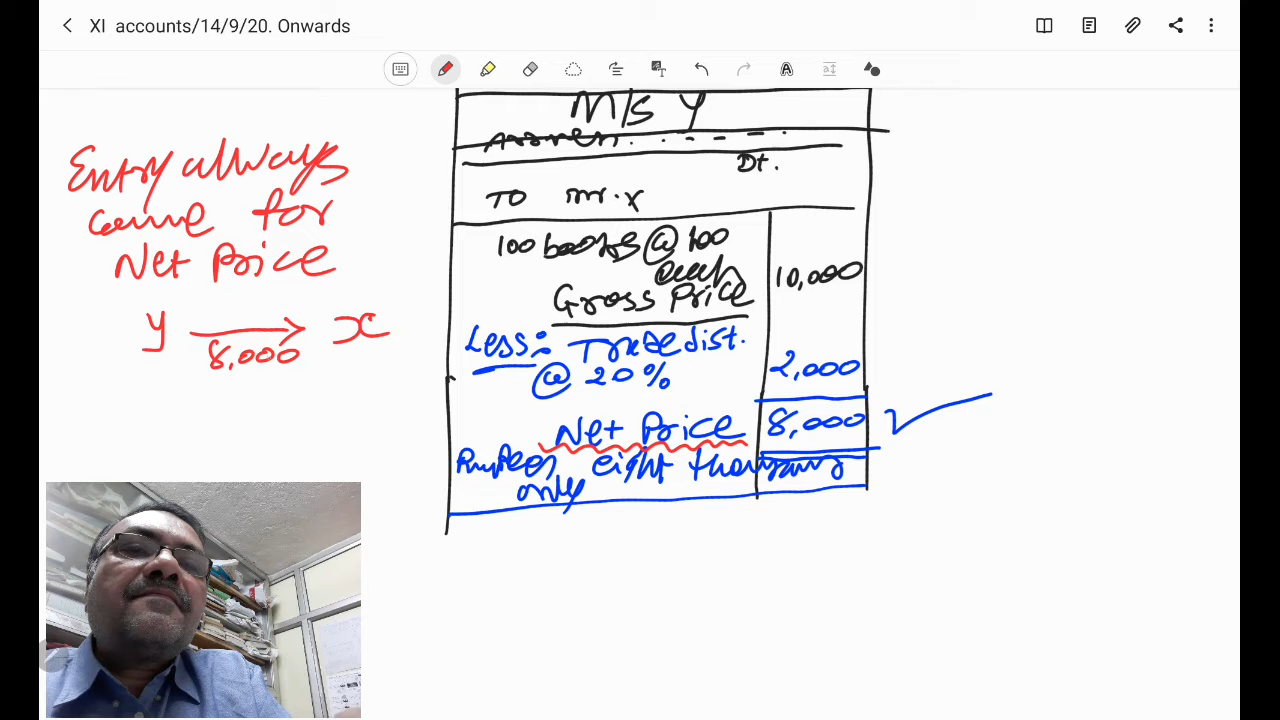 XI accounts/14/9/20. Onwards
Entry always
came for
Net Price
y → x
8,000
M/s Y
Address. . - - - .
Dt.
To Mr. X
100 books @ 100
each 10,000
Gross Price
Less: Trade dist.
@ 20% 2,000
Net Price 8,000
Rupees eight thousand
only